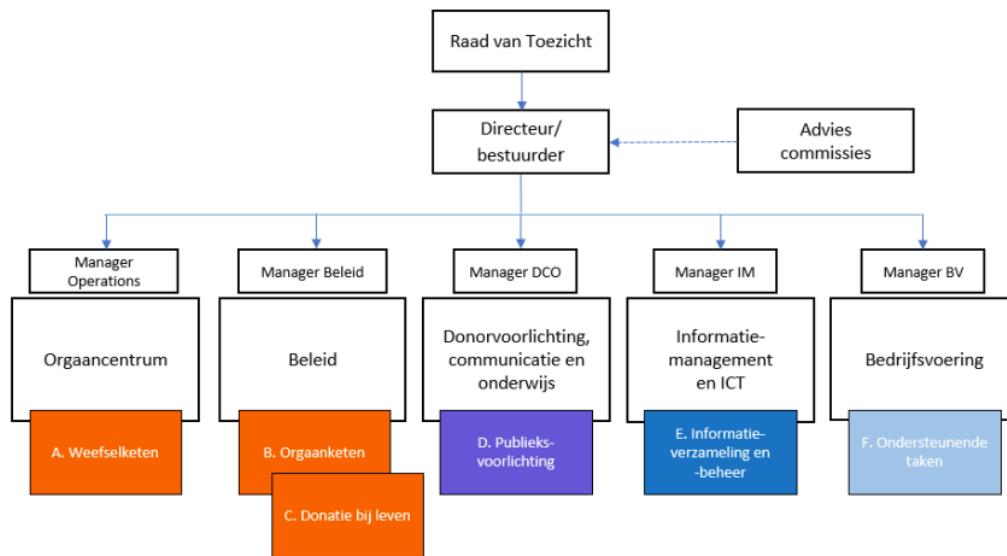 Raad van Toezicht
Directeur/
bestuurder
Advies
commissies
Manager
Operations
Manager Beleid
Manager DCO
Manager IM
Manager BV
Orgaancentrum
Beleid
Donorvoorlichting,
communicatie en
onderwijs
Informatie-
management
en ICT
Bedrijfsvoering
A. Weefselketen
B. Orgaanketen
C. Donatie bij leven
D. Publieks-
voorlichting
E. Informatie-
verzameling en
-beheer
F. Ondersteunende
taken